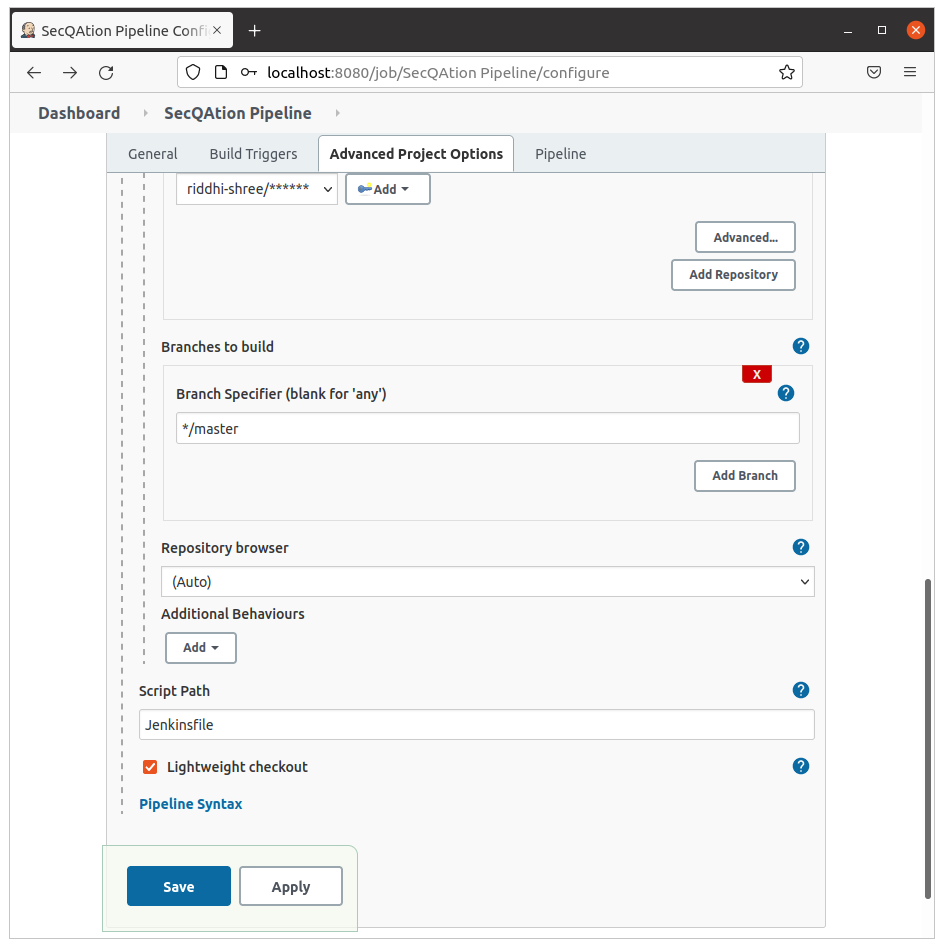 SecQAtion Pipeline Confi
localhost:8080/job/SecQAtion Pipeline/configure
Dashboard SecQAtion Pipeline
General Build Triggers Advanced Project Options Pipeline
riddhi-shree/****** Add
Advanced...
Add Repository
Branches to build ?
X
Branch Specifier (blank for 'any') ?
*/master
Add Branch
Repository browser ?
(Auto)
Additional Behaviours
Add
Script Path ?
Jenkinsfile
Lightweight checkout ?
Pipeline Syntax
Save Apply